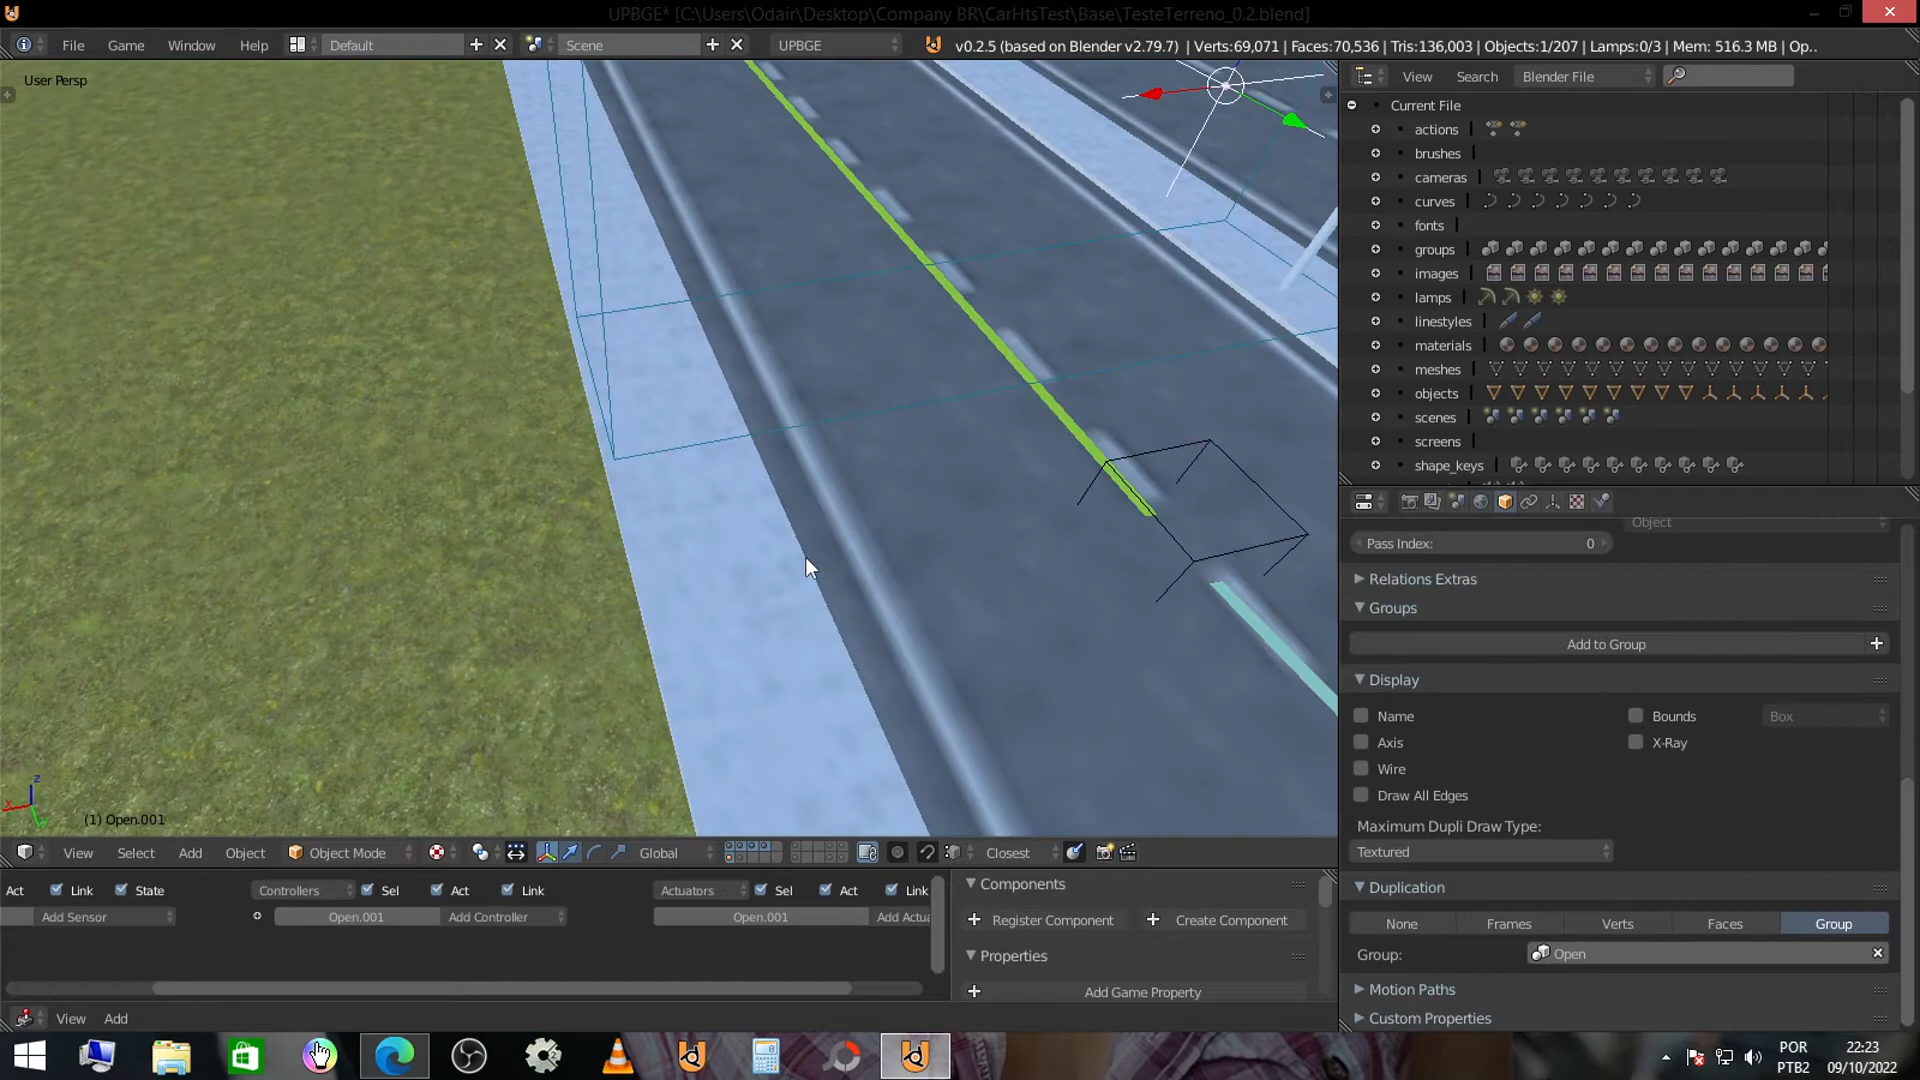 UPBGE* [C:\Users\Odair\Desktop\Company BR\CarHtsTest\Base\TesteTerreno_0.2.blend]
File Game Window Help Default Scene UPBGE v0.2.5 (based on Blender v2.79.7) | Verts:69,071 | Faces:70,536 | Tris:136,003 | Objects:1/207 | Lamps:0/3 | Mem: 516.3 MB | Op..
User Persp
View Search Blender File
Current File
actions
brushes
cameras
curves
fonts
groups
images
lamps
linestyles
materials
meshes
objects
scenes
screens
shape_keys
Object
Pass Index: 0
Relations Extras
Groups
Add to Group
Display
Name Bounds Box
Axis X-Ray
Wire
Draw All Edges
Maximum Dupli Draw Type:
Textured
Duplication
None Frames Verts Faces Group
Group: Open
Motion Paths
Custom Properties
z
x
y
(1) Open.001
View Select Add Object Object Mode Global Closest
Act Link State Controllers Sel Act Link Actuators Sel Act Link
Add Sensor Open.001 Add Controller Open.001 Add Actua
Components
Register Component Create Component
Properties
Add Game Property
View Add
POR 22:23
PTB2 09/10/2022